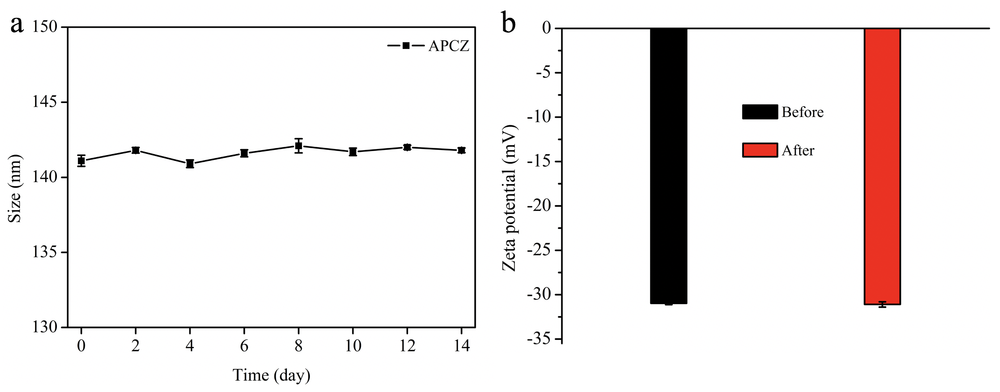 a
150
145
140
135
130
Size (nm)
APCZ
0 2 4 6 8 10 12 14
Time (day)
b
0
-5
-10
-15
-20
-25
-30
-35
Zeta potential (mV)
Before
After